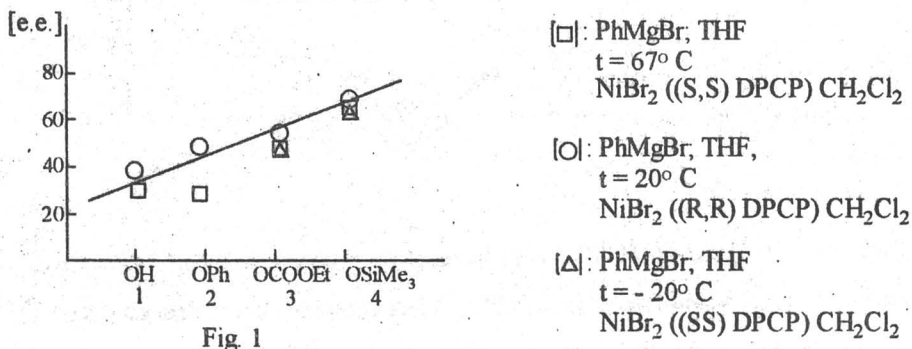 [e.e.]
80
60
40
20
OH OPh OCOOEt OSiMe3
1 2 3 4
Fig. 1
[□]: PhMgBr, THF
t = 67° C
NiBr2 ((S,S) DPCP) CH2Cl2
[O]: PhMgBr, THF,
t = 20° C
NiBr2 ((R,R) DPCP) CH2Cl2
[Δ]: PhMgBr, THF
t = - 20° C
NiBr2 ((SS) DPCP) CH2Cl2